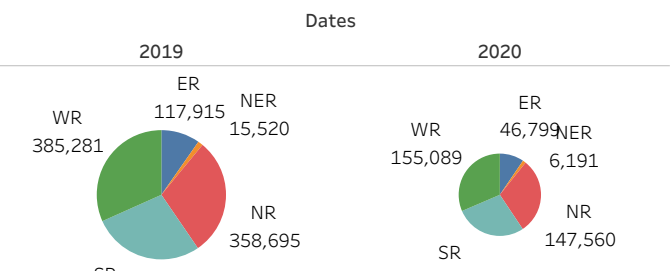 Dates
2019
2020
ER
117,915
NER
15,520
WR
385,281
NR
358,695
ER
46,799
NER
6,191
WR
155,089
NR
147,560
SR